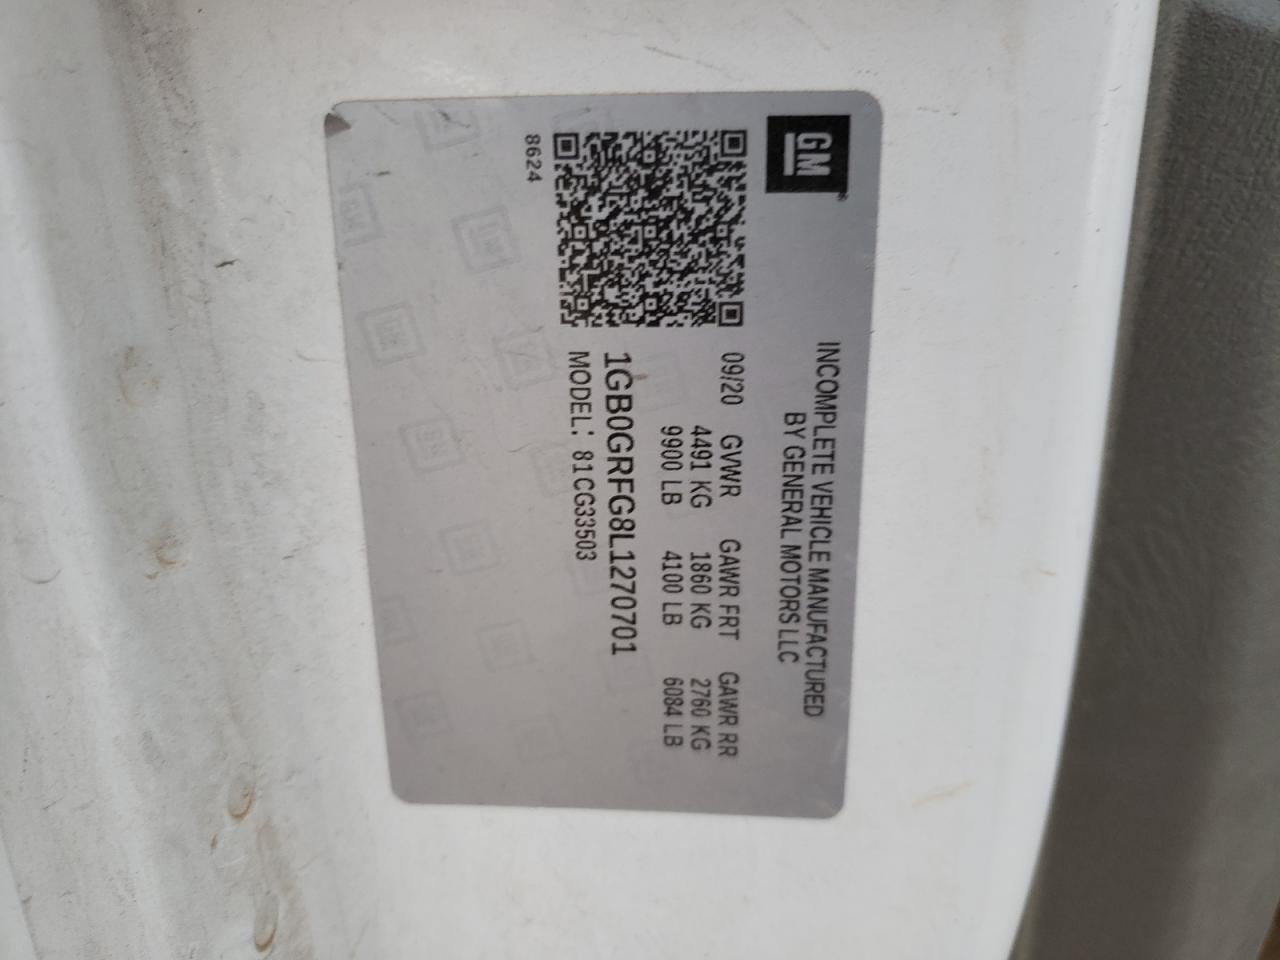 GM
INCOMPLETE VEHICLE MANUFACTURED
BY GENERAL MOTORS LLC
09/20 GVWR GAWR FRT GAWR RR
4491 KG 1860 KG 2760 KG
9900 LB 4100 LB 6084 LB
1GB0GRFG8L1270701
MODEL: 81CG33503
8624